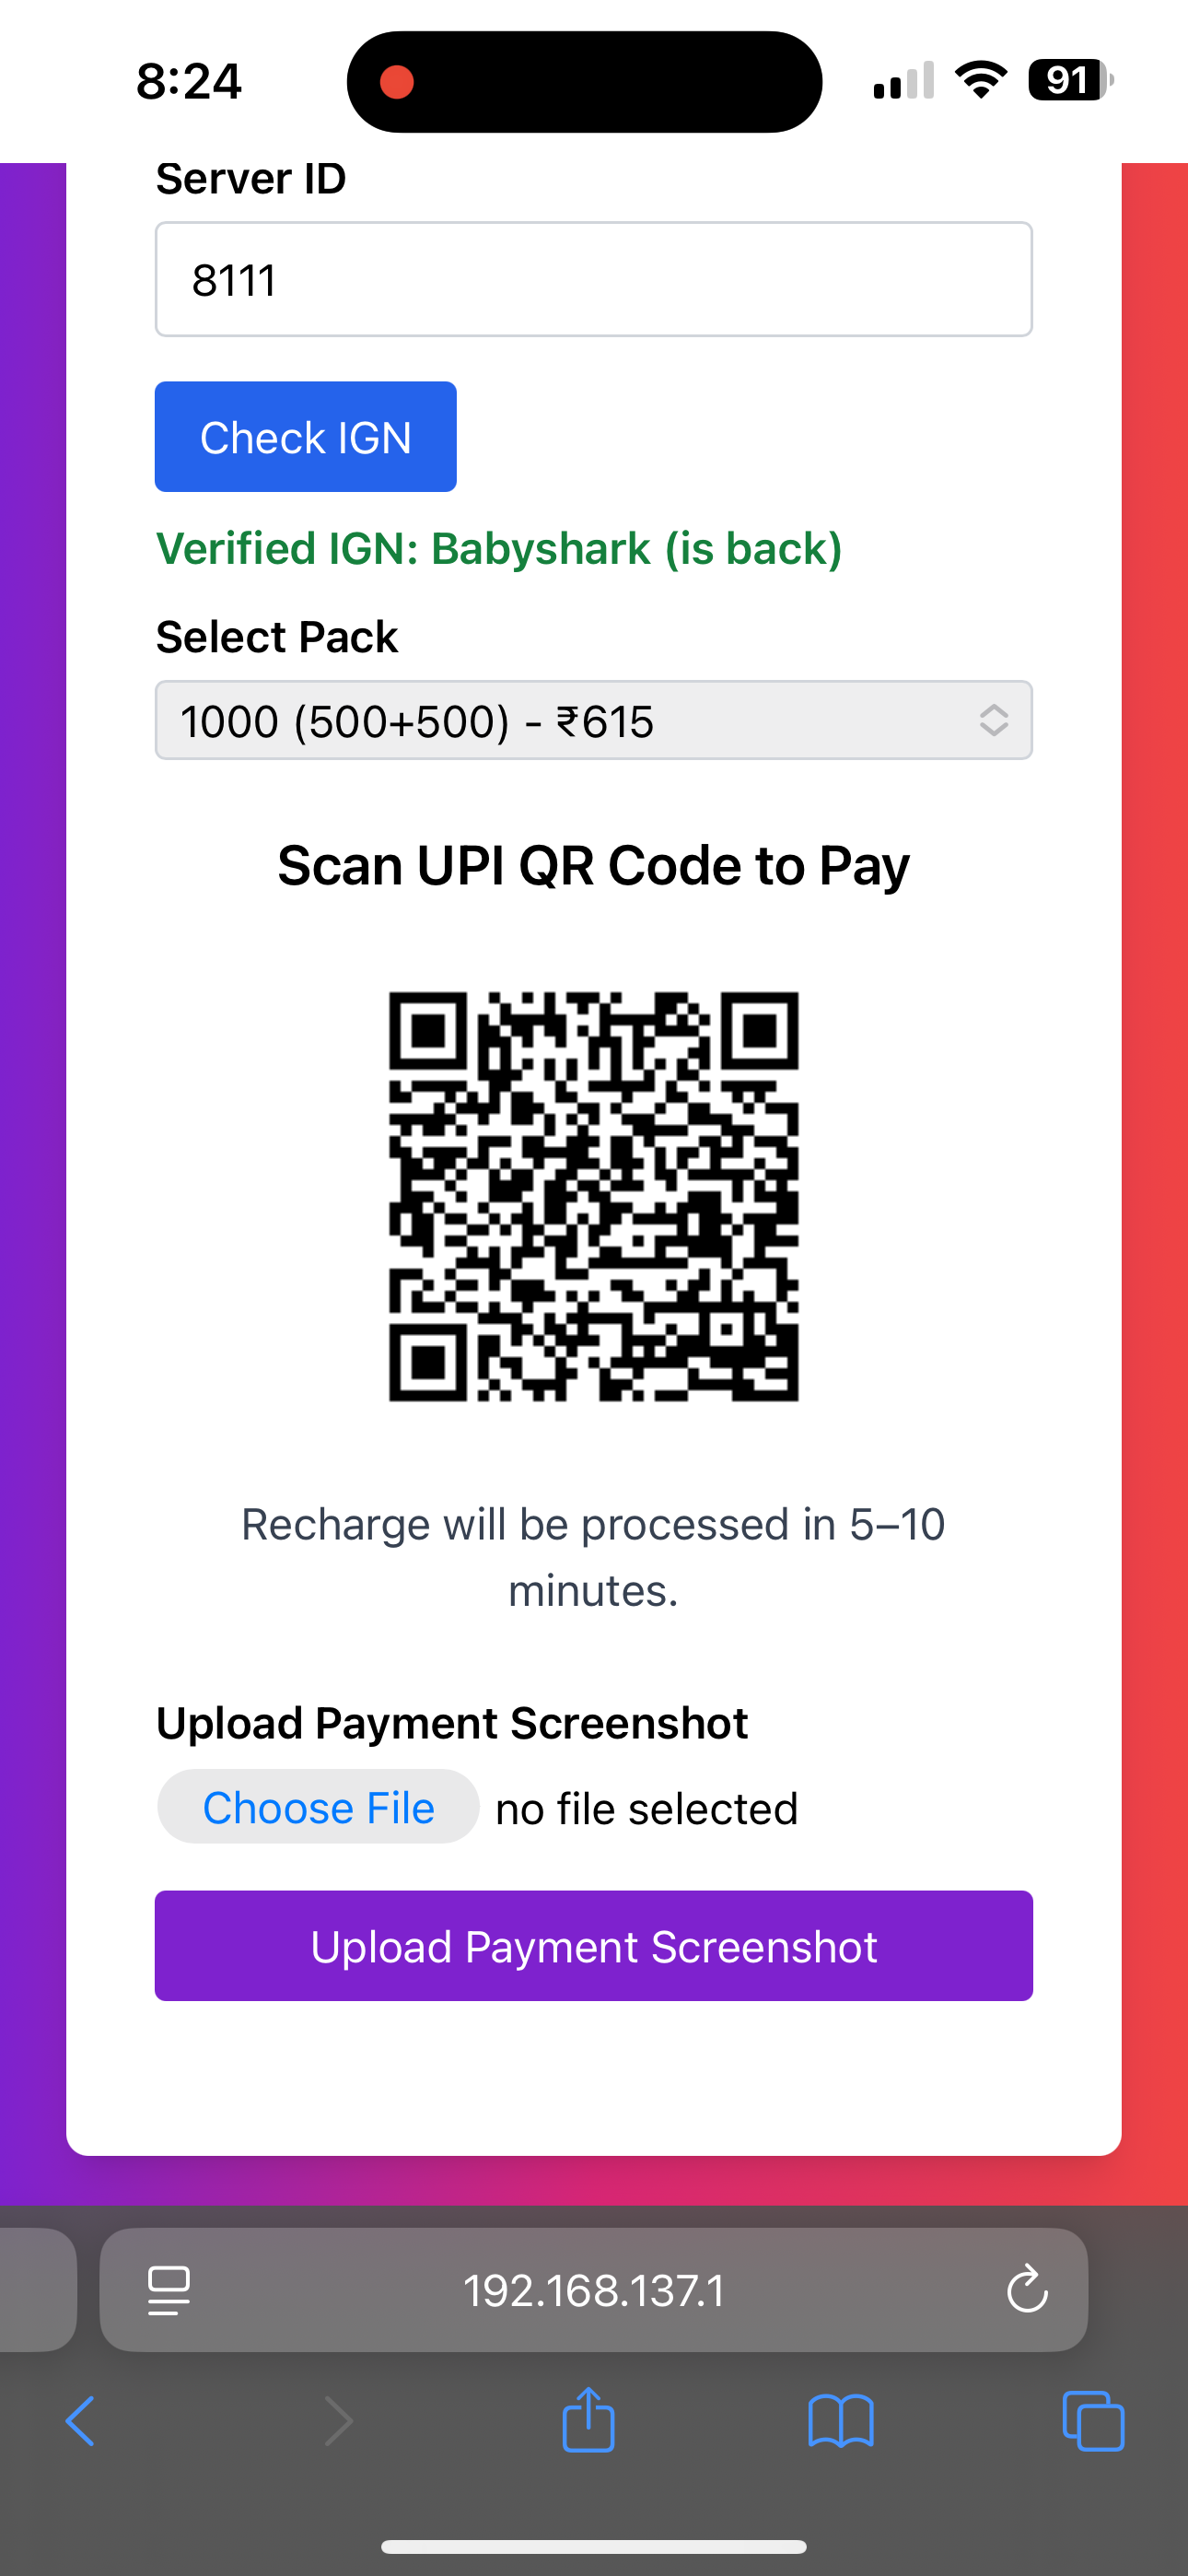 8:24
91
Server ID
8111
Check IGN
Verified IGN: Babyshark (is back)
Select Pack
1000 (500+500) - ₹615
Scan UPI QR Code to Pay
Recharge will be processed in 5–10
minutes.
Upload Payment Screenshot
Choose File no file selected
Upload Payment Screenshot
192.168.137.1